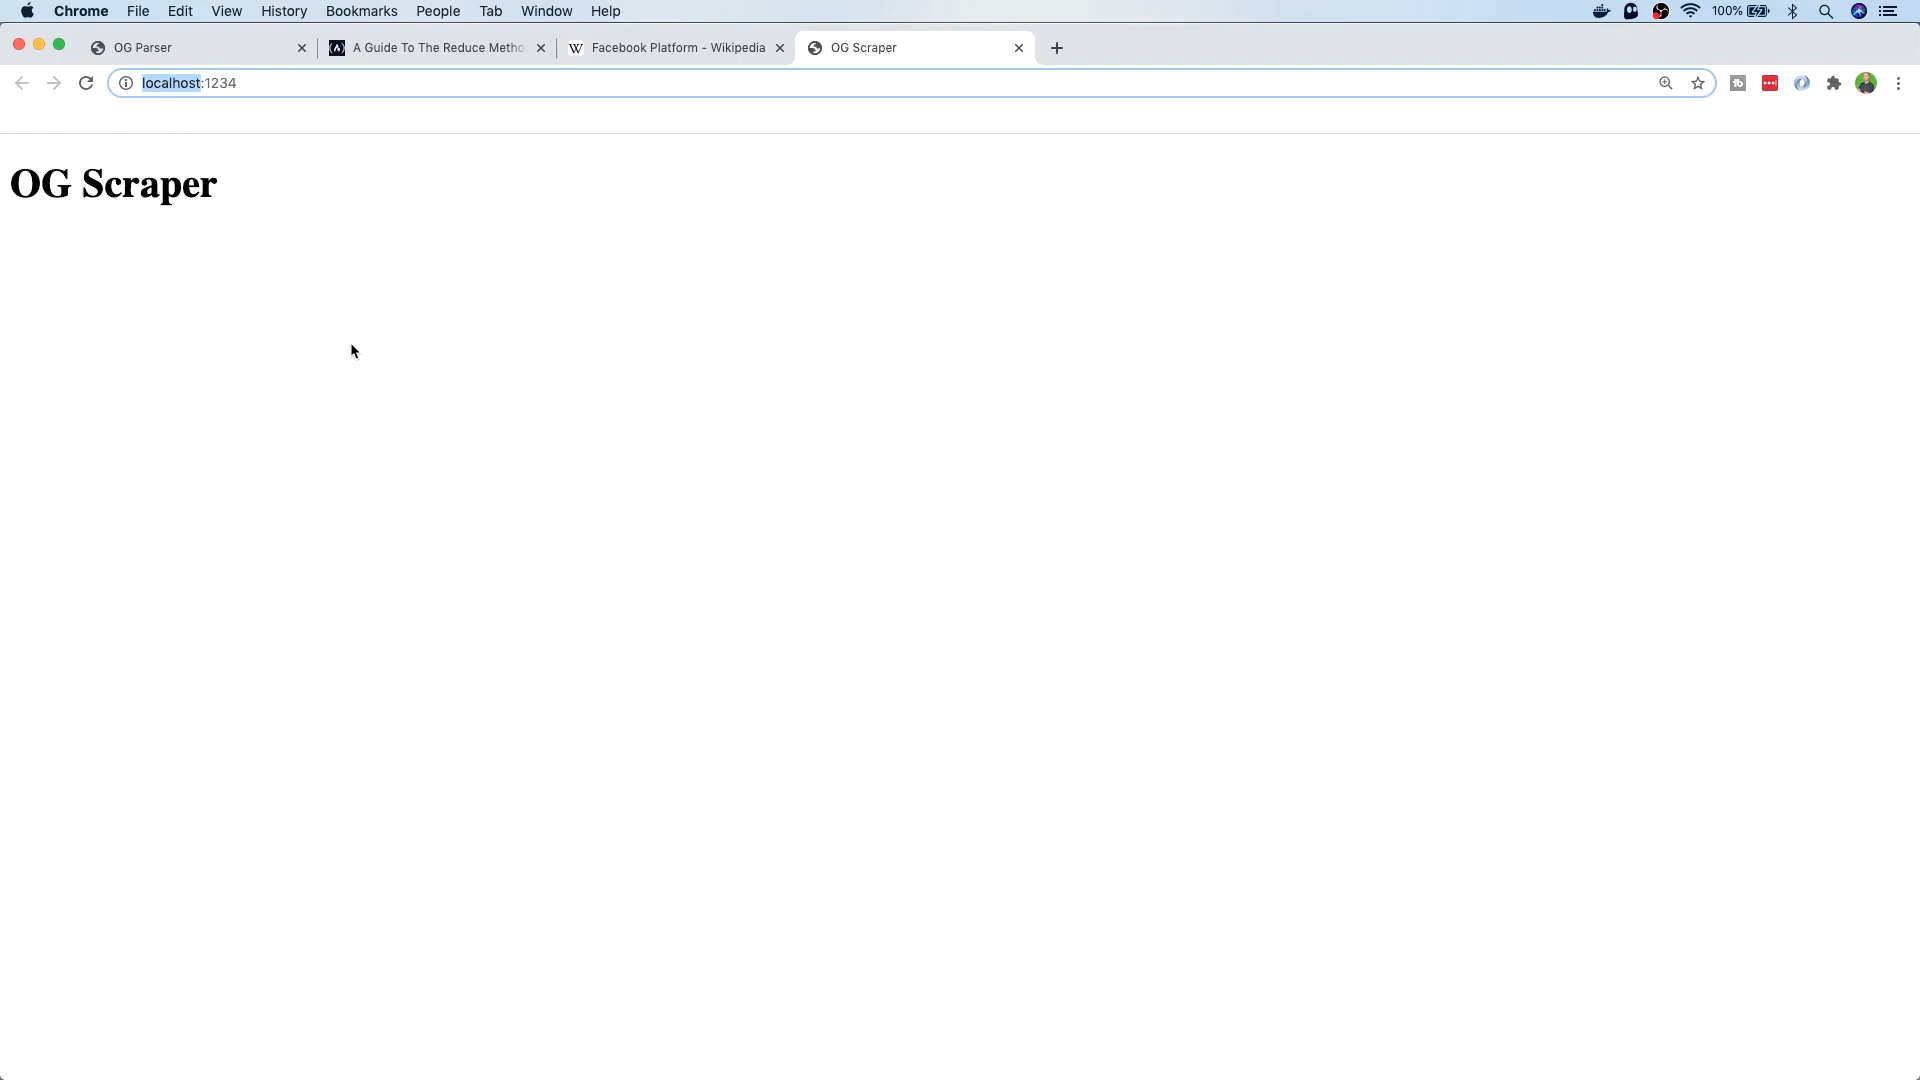 Chrome File Edit View History Bookmarks People Tab Window Help 100%
OG Parser A Guide To The Reduce Metho Facebook Platform - Wikipedia OG Scraper
localhost:1234
OG Scraper